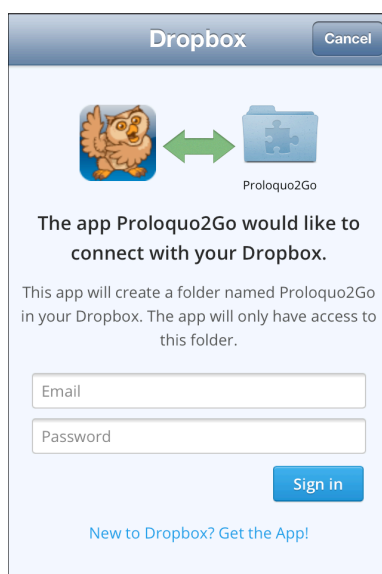 Dropbox
Cancel
Proloquo2Go
The app Proloquo2Go would like to
connect with your Dropbox.
This app will create a folder named Proloquo2Go
in your Dropbox. The app will only have access to
this folder.
Email
Password
Sign in
New to Dropbox? Get the App!